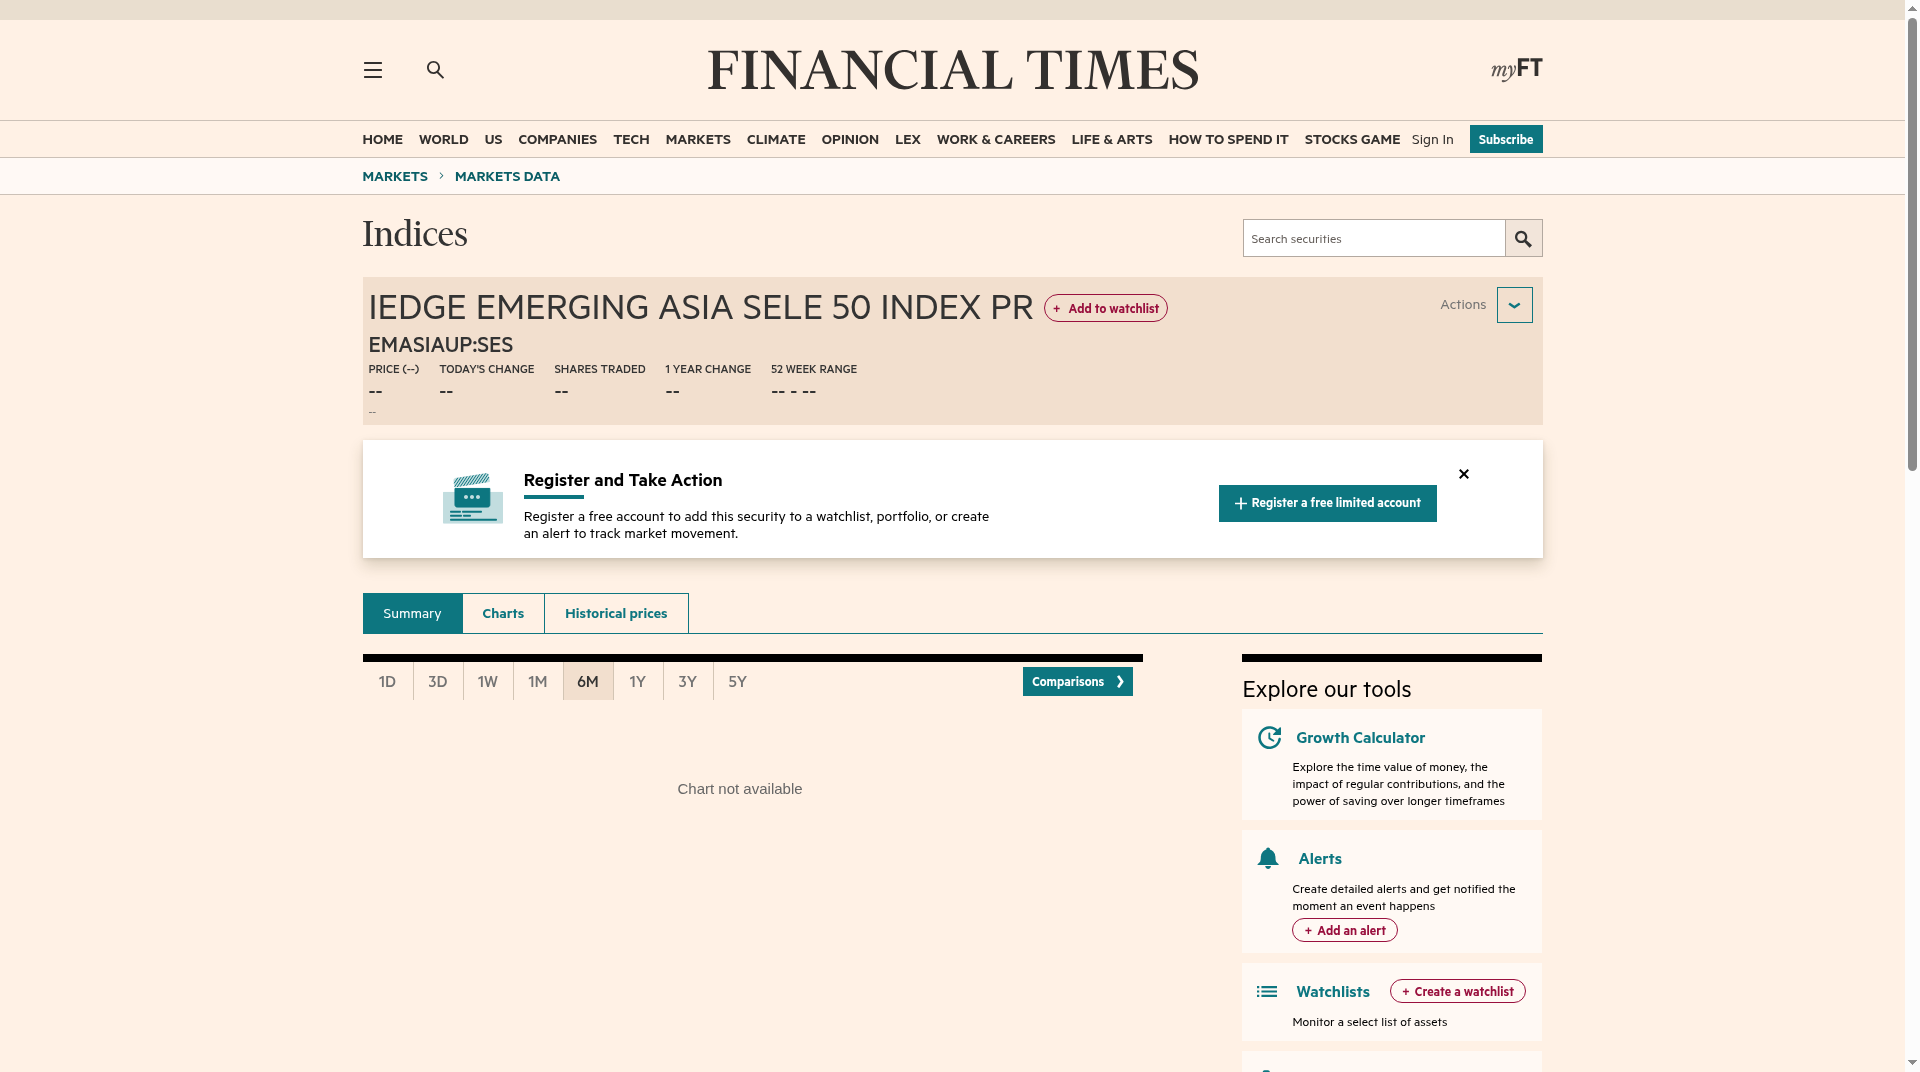 FINANCIAL TIMES
myFT
HOME WORLD US COMPANIES TECH MARKETS CLIMATE OPINION LEX WORK & CAREERS LIFE & ARTS HOW TO SPEND IT STOCKS GAME Sign In Subscribe
MARKETS MARKETS DATA
Indices
Search securities
IEDGE EMERGING ASIA SELE 50 INDEX PR + Add to watchlist
Actions
EMASIAUP:SES
PRICE (--) TODAY'S CHANGE SHARES TRADED 1 YEAR CHANGE 52 WEEK RANGE
-- -- -- -- -- - --
--
Register and Take Action
Register a free account to add this security to a watchlist, portfolio, or create
an alert to track market movement.
Register a free limited account
Summary Charts Historical prices
1D 3D 1W 1M 6M 1Y 3Y 5Y
Comparisons
Chart not available
Explore our tools
Growth Calculator
Explore the time value of money, the
impact of regular contributions, and the
power of saving over longer timeframes
Alerts
Create detailed alerts and get notified the
moment an event happens
+ Add an alert
Watchlists + Create a watchlist
Monitor a select list of assets